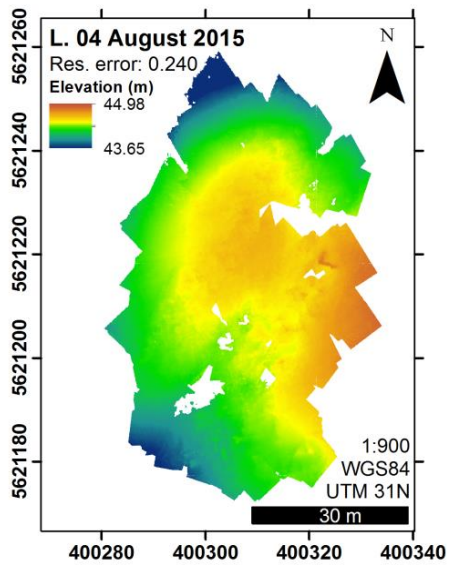 L. 04 August 2015
Res. error: 0.240
Elevation (m)
44.98
43.65
N
5621260
5621240
5621220
5621200
5621180
1:900
WGS84
UTM 31N
30 m
400280 400300 400320 400340